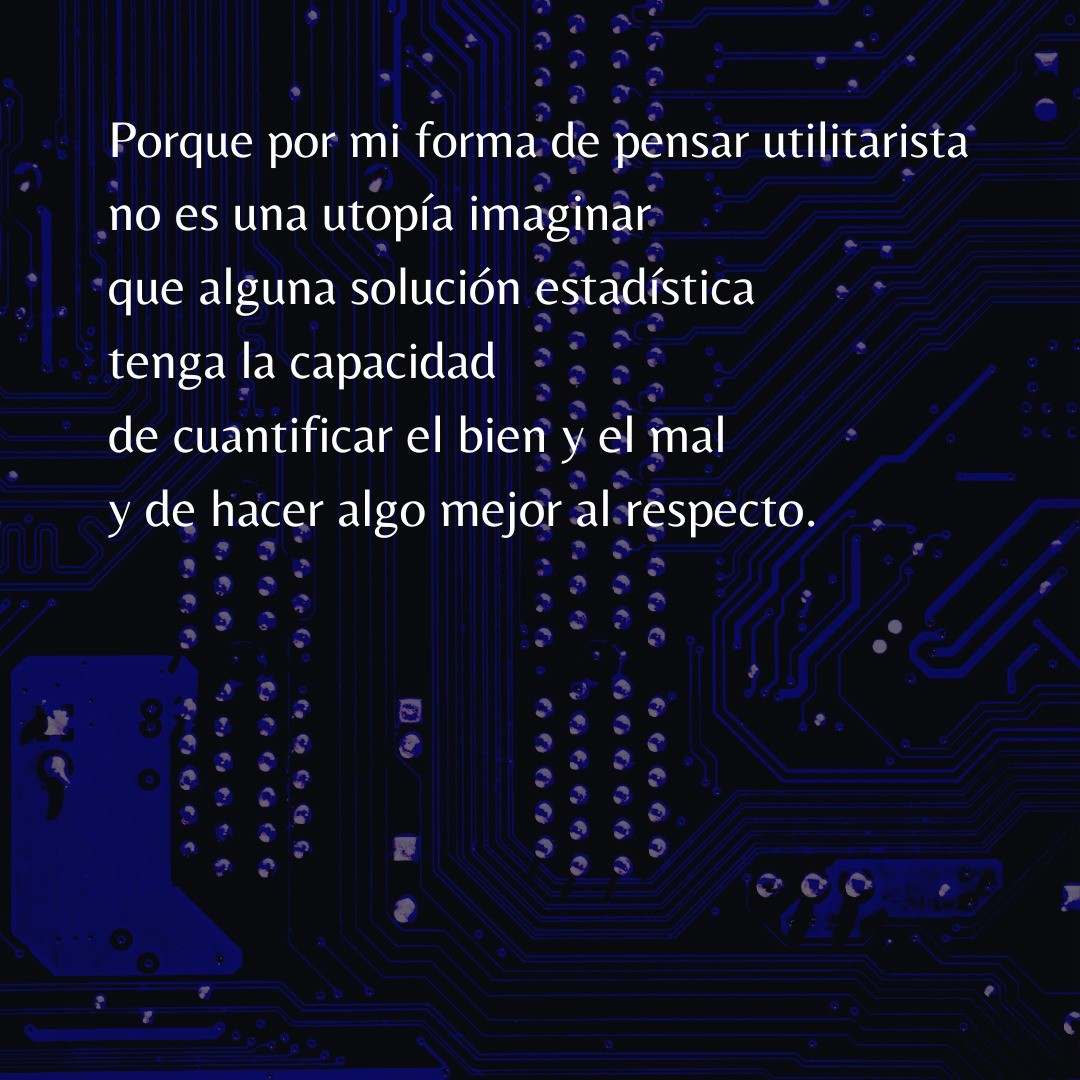 Porque por mi forma de pensar utilitarista
no es una utopía imaginar
que alguna solución estadística
tenga la capacidad
de cuantificar el bien y el mal
y de hacer algo mejor al respecto.